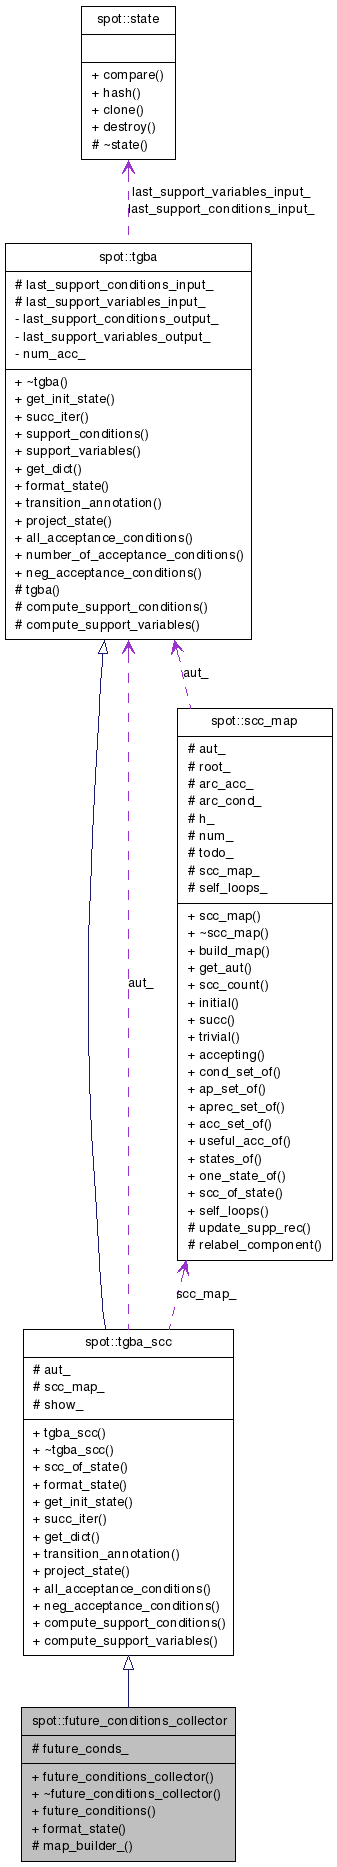 spot::state
+ compare()
+ hash()
+ clone()
+ destroy()
# ~state()
last_support_variables_input_
last_support_conditions_input_
spot::tgba
# last_support_conditions_input_
# last_support_variables_input_
- last_support_conditions_output_
- last_support_variables_output_
- num_acc_
+ ~tgba()
+ get_init_state()
+ succ_iter()
+ support_conditions()
+ support_variables()
+ get_dict()
+ format_state()
+ transition_annotation()
+ project_state()
+ all_acceptance_conditions()
+ number_of_acceptance_conditions()
+ neg_acceptance_conditions()
# tgba()
# compute_support_conditions()
# compute_support_variables()
aut_
spot::scc_map
# aut_
# root_
# arc_acc_
# arc_cond_
# h_
# num_
# todo_
# scc_map_
# self_loops_
+ scc_map()
+ ~scc_map()
+ build_map()
+ get_aut()
+ scc_count()
+ initial()
+ succ()
+ trivial()
+ accepting()
+ cond_set_of()
+ ap_set_of()
+ aprec_set_of()
+ acc_set_of()
+ useful_acc_of()
+ states_of()
+ one_state_of()
+ scc_of_state()
+ self_loops()
# update_supp_rec()
# relabel_component()
aut_
scc_map_
spot::tgba_scc
# aut_
# scc_map_
# show_
+ tgba_scc()
+ ~tgba_scc()
+ scc_of_state()
+ format_state()
+ get_init_state()
+ succ_iter()
+ get_dict()
+ transition_annotation()
+ project_state()
+ all_acceptance_conditions()
+ neg_acceptance_conditions()
+ compute_support_conditions()
+ compute_support_variables()
spot::future_conditions_collector
# future_conds_
+ future_conditions_collector()
+ ~future_conditions_collector()
+ future_conditions()
+ format_state()
# map_builder_()